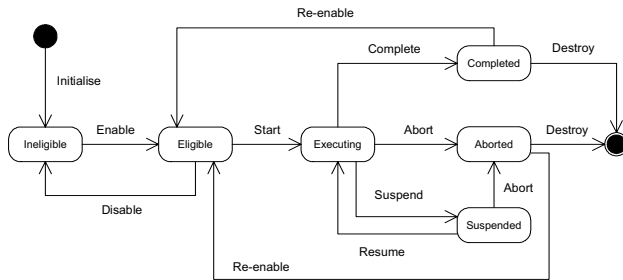 Re-enable
Complete
Completed
Destroy
Initialise
Ineligible
Enable
Eligible
Start
Executing
Abort
Aborted
Destroy
Disable
Suspend
Abort
Suspended
Resume
Re-enable